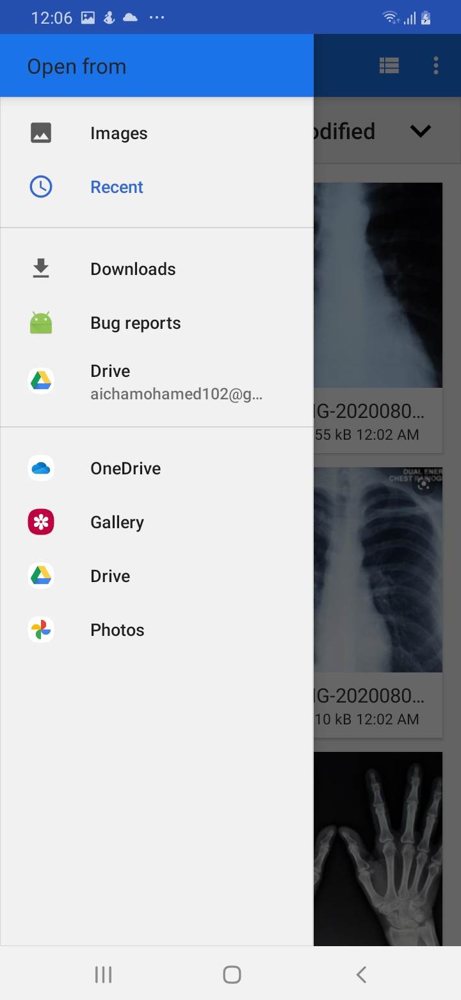 12:06
Open from
Images
Recent
Downloads
Bug reports
Drive
aichamohamed102@g...
OneDrive
Gallery
Drive
Photos
odified
IG-2020080...
55 kB 12:02 AM
DUAL ENER
CHEST RADIOG
IG-2020080...
10 kB 12:02 AM